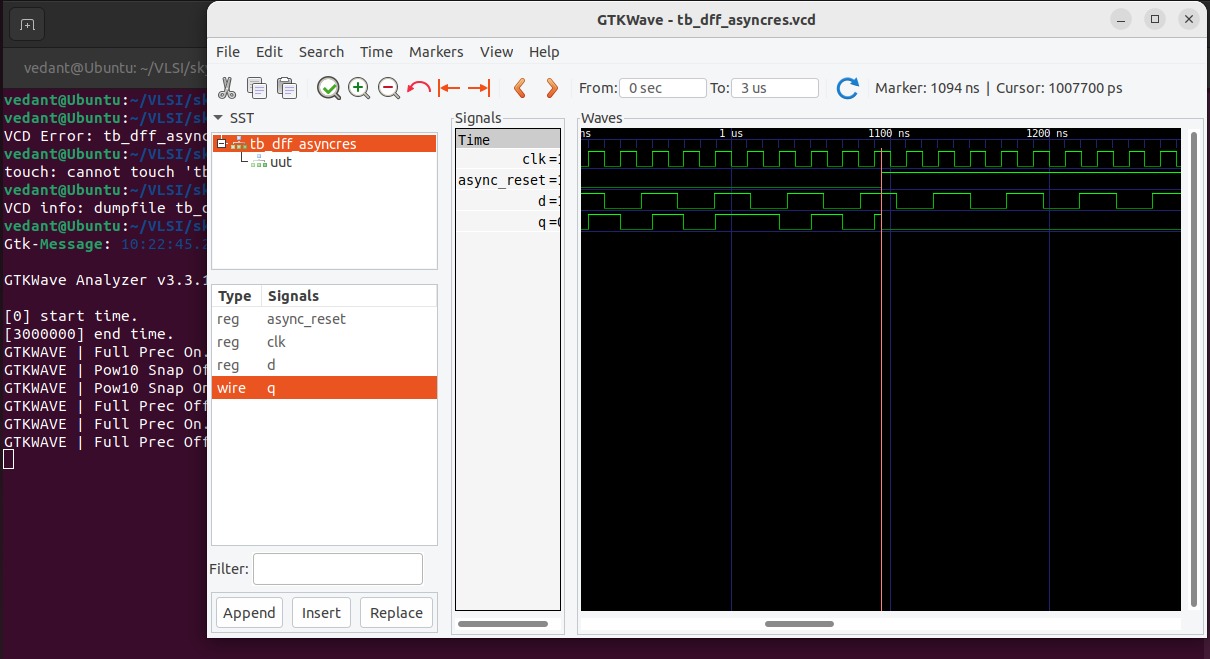 GTKWave - tb_dff_asyncres.vcd
File Edit Search Time Markers View Help
From: 0 sec To: 3 us Marker: 1094 ns | Cursor: 1007700 ps
SST
tb_dff_asyncres
uut
Type Signals
reg async_reset
reg clk
reg d
wire q
Filter:
Append Insert Replace
Signals
Time
clk =
async_reset =
d =
q =
Waves
ns 1 us 1100 ns 1200 ns
vedant@Ubuntu: ~/VLSI/sky
vedant@Ubuntu:~/VLSI/sk
vedant@Ubuntu:~/VLSI/sk
VCD Error: tb_dff_async
vedant@Ubuntu:~/VLSI/sk
touch: cannot touch 'tb
vedant@Ubuntu:~/VLSI/sk
VCD info: dumpfile tb_d
vedant@Ubuntu:~/VLSI/sk
Gtk-Message: 10:22:45.2
GTKWave Analyzer v3.3.1
[0] start time.
[3000000] end time.
GTKWAVE | Full Prec On.
GTKWAVE | Pow10 Snap Of
GTKWAVE | Pow10 Snap On
GTKWAVE | Full Prec Off
GTKWAVE | Full Prec On.
GTKWAVE | Full Prec Off